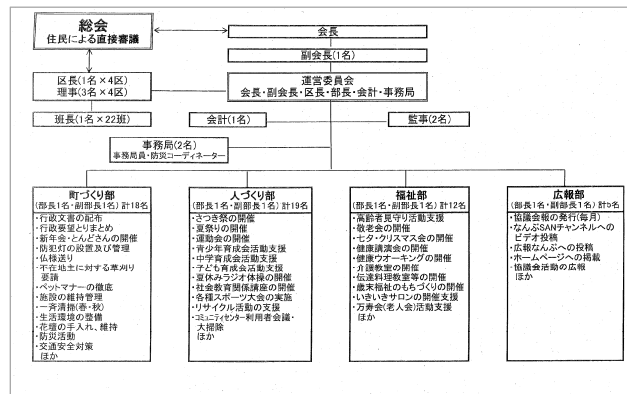 総会
住民による直接審議
会長
副会長(1名)
区長(1名×4区)
理事(3名×4区)
運営委員会
会長・副会長・区長・部長・会計・事務局
班長(1名×22班)
会計(1名)
監事(2名)
事務局(2名)
事務局員・防災コーディネーター
町づくり部
(部長1名・副部長1名) 計18名
・行政文書の配布
・行政要望とりまとめ
・新年会・とんどさんの開催
・防犯灯の設置及び管理
・仏様送り
・不在地主に対する草刈り
要請
・ペットマナーの徹底
・施設の維持管理
・一斉清掃(春・秋)
・生活環境の整備
・花壇の手入れ、維持
・防災活動
・交通安全対策
ほか
人づくり部
(部長1名・副部長1名) 計19名
・さつき祭の開催
・夏祭りの開催
・運動会の開催
・青少年育成会活動支援
・中学育成会活動支援
・子ども育成会活動支援
・夏休みラジオ体操の開催
・社会教育関係講座の開催
・各種スポーツ大会の実施
・リサイクル活動の支援
・コミュニティセンター利用者会議・
大掃除
ほか
福祉部
(部長1名・副部長1名) 計12名
・高齢者見守り活動支援
・敬老会の開催
・七夕・クリスマス会の開催
・健康講演会の開催
・健康ウオーキングの開催
・介護教室の開催
・伝達料理教室等の開催
・歳末福祉のもちづくりの開催
・いきいきサロンの開催支援
・万寿会(老人会)活動支援
ほか
広報部
(部長1名・副部長1名) 計5名
・協議会報の発行(毎月)
・なんぶSANチャンネルへの
ビデオ投稿
・広報なんぶへの投稿
・ホームページへの掲載
・協議会活動の広報
ほか